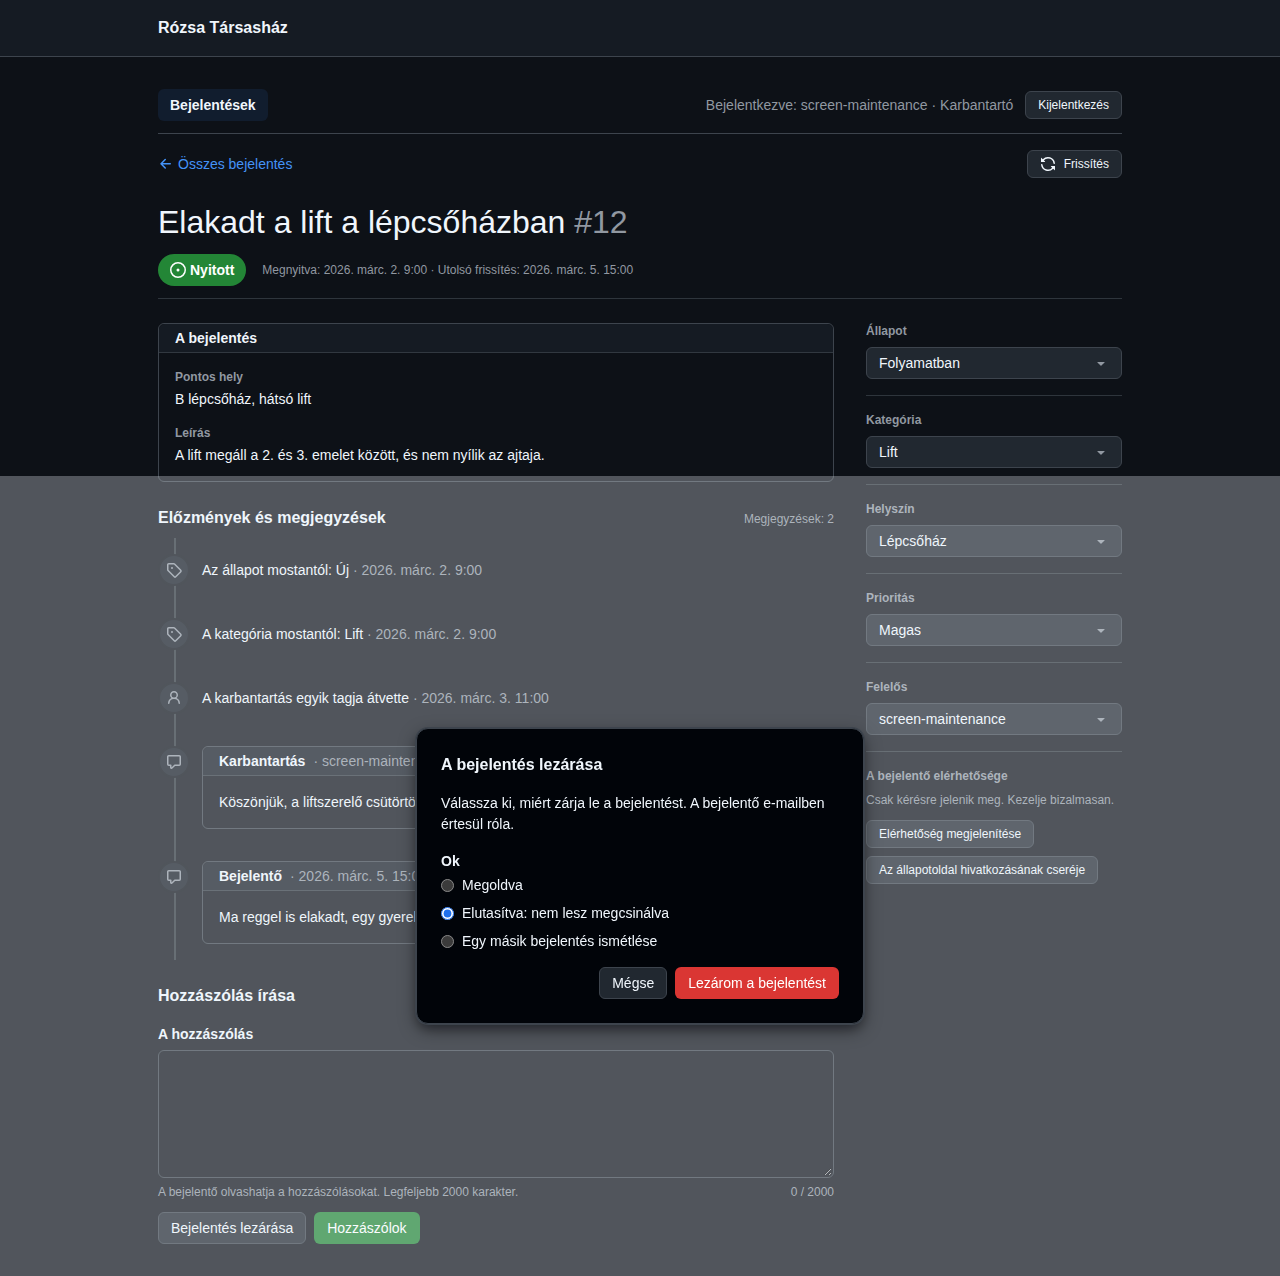 Rózsa Társasház
Bejelentések
Bejelentkezve: screen-maintenance · Karbantartó
Kijelentkezés
Összes bejelentés
Frissítés
Elakadt a lift a lépcsőházban #12
Nyitott
Megnyitva: 2026. márc. 2. 9:00 · Utolsó frissítés: 2026. márc. 5. 15:00
A bejelentés
Pontos hely
B lépcsőház, hátsó lift
Leírás
A lift megáll a 2. és 3. emelet között, és nem nyílik az ajtaja.
Állapot
Folyamatban
Kategória
Lift
Helyszín
Lépcsőház
Prioritás
Magas
Felelős
screen-maintenance
A bejelentő elérhetősége
Csak kérésre jelenik meg. Kezelje bizalmasan.
Elérhetőség megjelenítése
Az állapotoldal hivatkozásának cseréje
Előzmények és megjegyzések
Megjegyzések: 2
Az állapot mostantól: Új · 2026. márc. 2. 9:00
A kategória mostantól: Lift · 2026. márc. 2. 9:00
A karbantartás egyik tagja átvette · 2026. márc. 3. 11:00
Karbantartás
Köszönjük, a liftszerelő
Bejelentő · 2026. márc. 5.
Ma reggel is elakadt, egy
A bejelentés lezárása
Válassza ki, miért zárja le a bejelentést. A bejelentő e-mailben
értesül róla.
Ok
Megoldva
Elutasítva: nem lesz megcsinálva
Egy másik bejelentés ismétlése
Mégse
Lezárom a bejelentést
Hozzászólás írása
A hozzászólás
A bejelentő olvashatja a hozzászólásokat. Legfeljebb 2000 karakter.
0 / 2000
Bejelentés lezárása
Hozzászólok